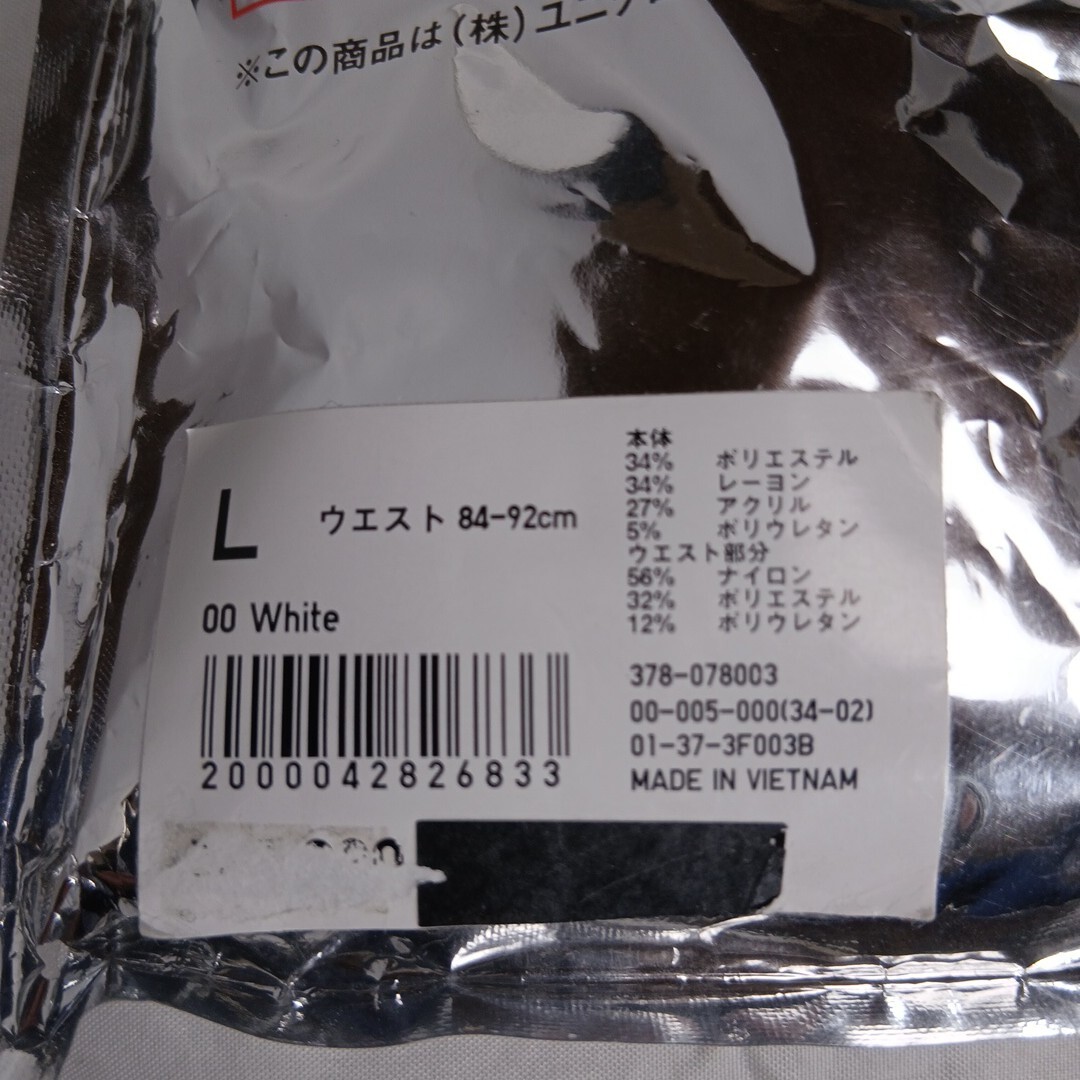 ※この商品は(株)ユニク
L
ウエスト 84-92cm
00 White
2000042826833
本体
34% ポリエステル
34% レーヨン
27% アクリル
5% ポリウレタン
ウエスト部分
56% ナイロン
32% ポリエステル
12% ポリウレタン
378-078003
00-005-000(34-02)
01-37-3F003B
MADE IN VIETNAM